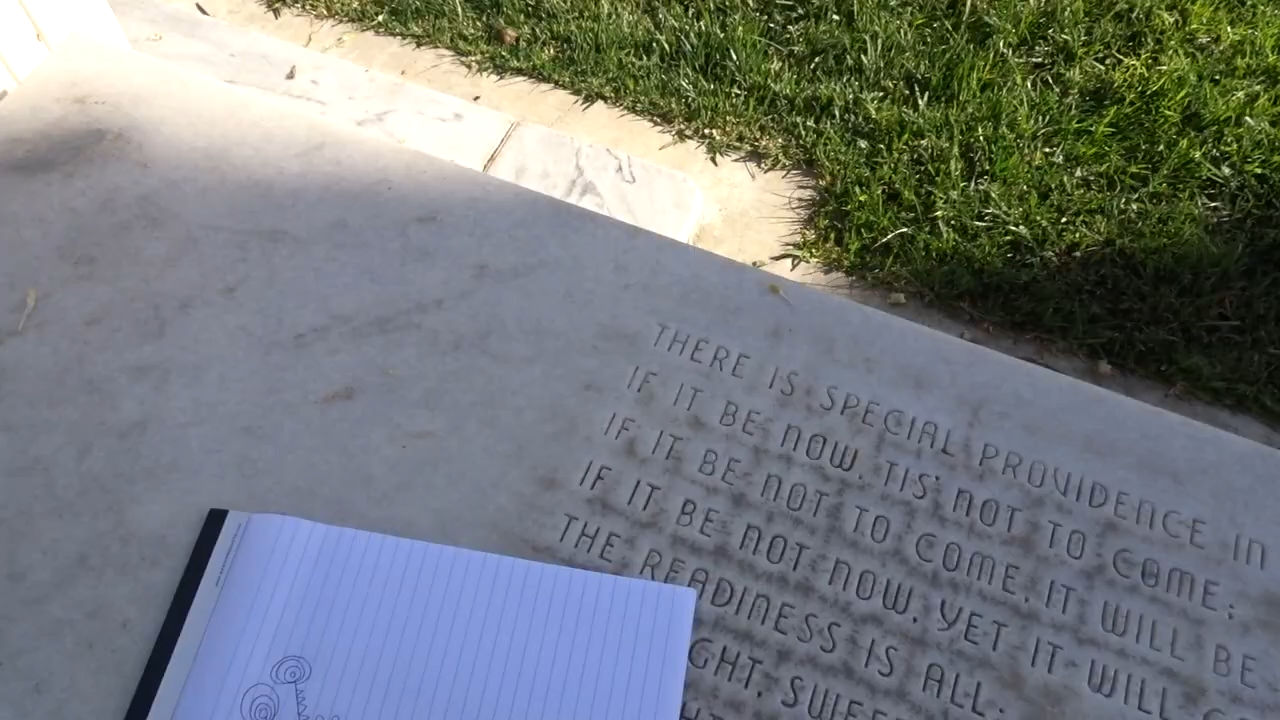 THERE IS SPECIAL PROVIDENCE IN
IF IT BE NOW, TIS' NOT TO COME;
IF IT BE NOT TO COME, IT WILL BE
IF IT BE NOT NOW, YET IT WILL
THE READINESS IS ALL.